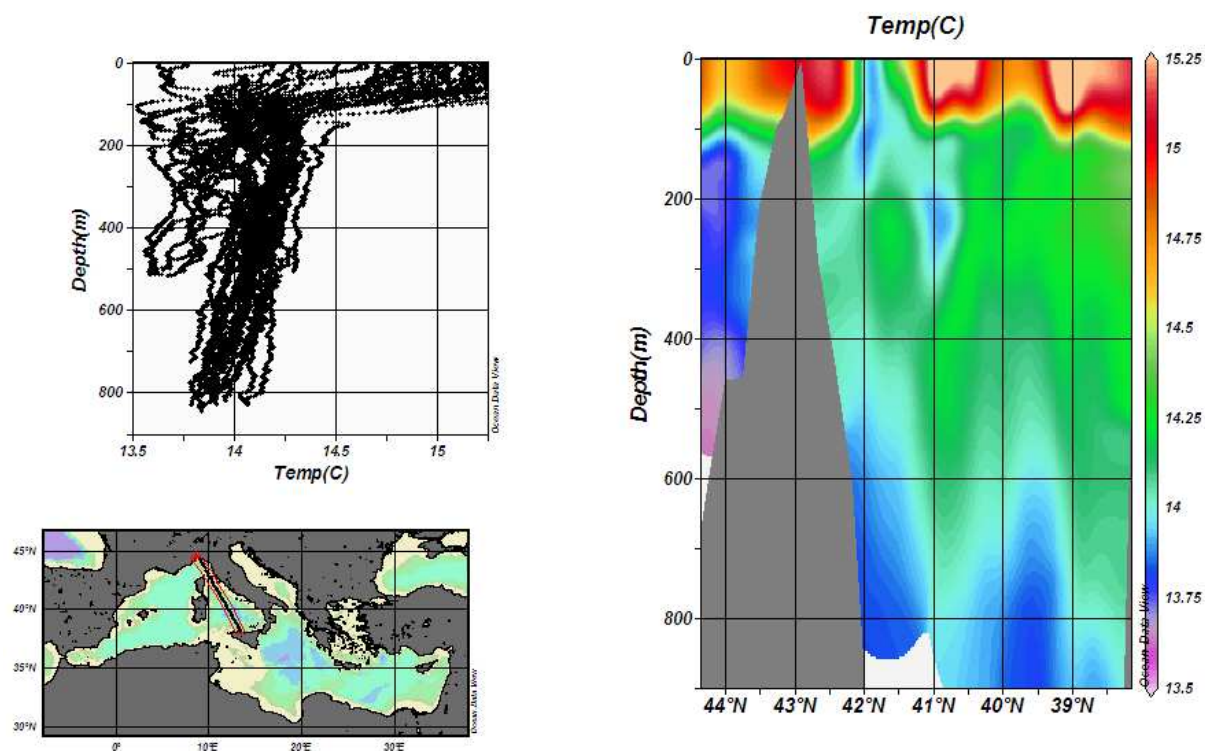 0
200
400
600
800
Depth(m)
13.5 14 14.5 15
Temp(C)
Ocean Data View
45°N
40°N
35°N
30°N
0° 10°E 20°E 30°E
Ocean Data View
Temp(C)
0
200
400
600
800
Depth(m)
44°N 43°N 42°N 41°N 40°N 39°N
Ocean Data View
15.25
15
14.75
14.5
14.25
14
13.75
13.5